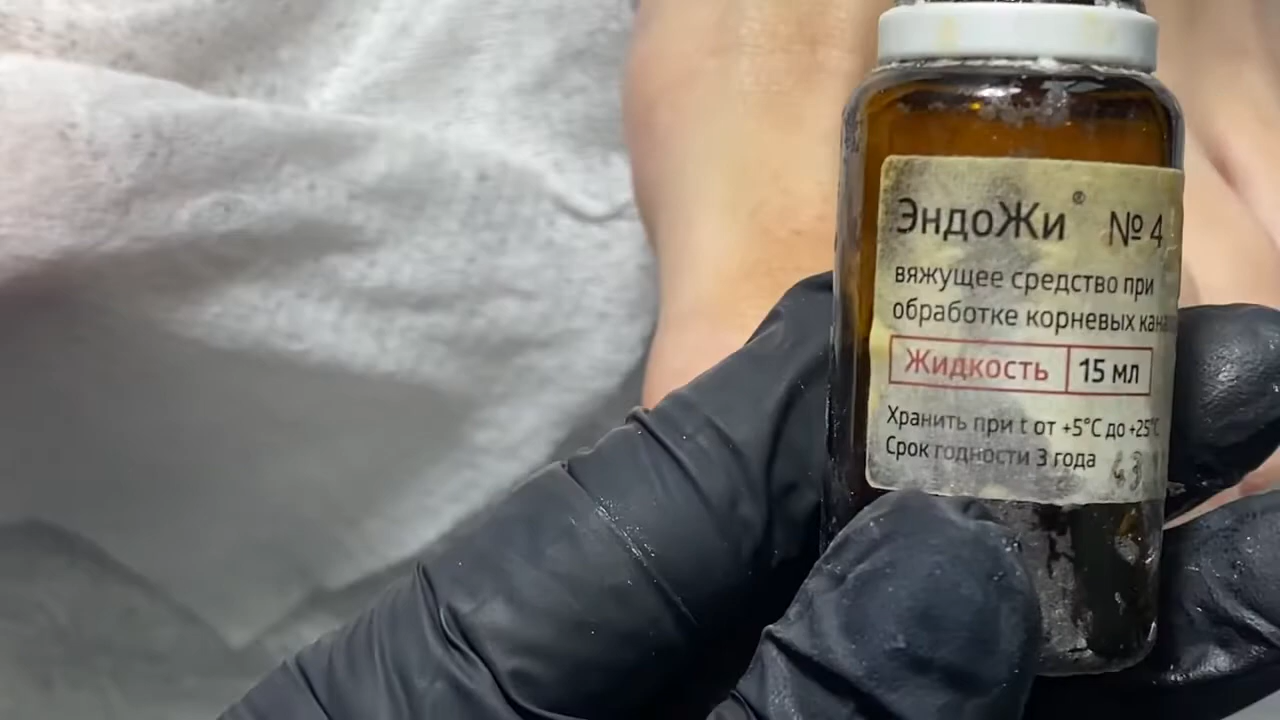 ЭндоЖи® № 4
вяжущее средство при
обработке корневых
Жидкость 15 мл
Хранить при t от +5°C до +25°C
Срок годности 3 года